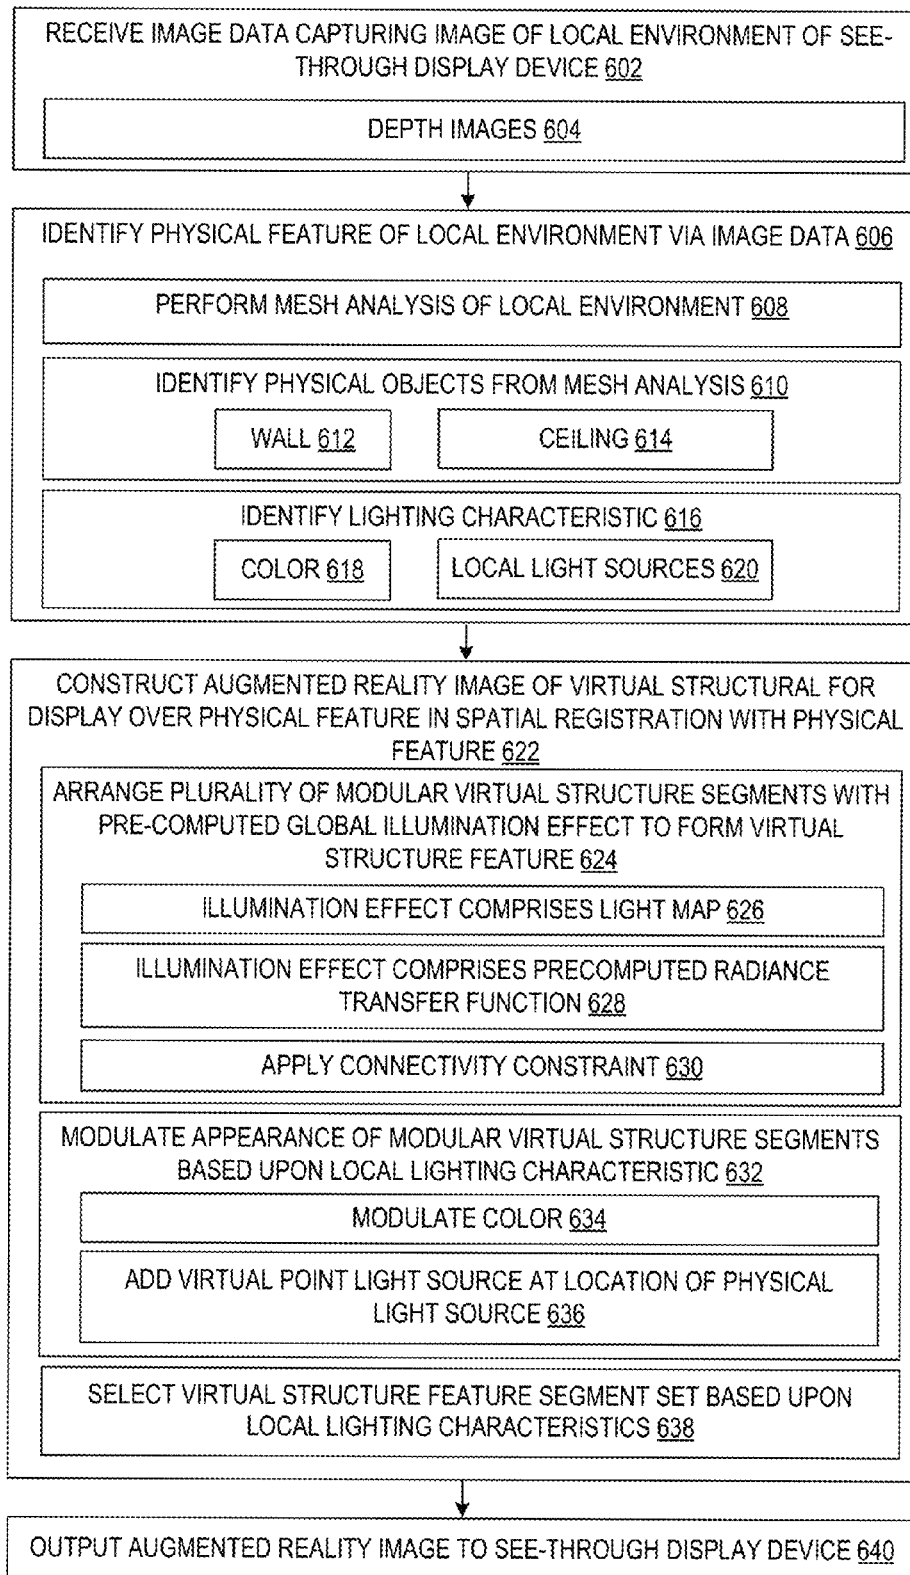 RECEIVE IMAGE DATA CAPTURING IMAGE OF LOCAL ENVIRONMENT OF SEE-
THROUGH DISPLAY DEVICE 602
DEPTH IMAGES 604
IDENTIFY PHYSICAL FEATURE OF LOCAL ENVIRONMENT VIA IMAGE DATA 606
PERFORM MESH ANALYSIS OF LOCAL ENVIRONMENT 608
IDENTIFY PHYSICAL OBJECTS FROM MESH ANALYSIS 610
WALL 612
CEILING 614
IDENTIFY LIGHTING CHARACTERISTIC 616
COLOR 618
LOCAL LIGHT SOURCES 620
CONSTRUCT AUGMENTED REALITY IMAGE OF VIRTUAL STRUCTURAL FOR
DISPLAY OVER PHYSICAL FEATURE IN SPATIAL REGISTRATION WITH PHYSICAL
FEATURE 622
ARRANGE PLURALITY OF MODULAR VIRTUAL STRUCTURE SEGMENTS WITH
PRE-COMPUTED GLOBAL ILLUMINATION EFFECT TO FORM VIRTUAL
STRUCTURE FEATURE 624
ILLUMINATION EFFECT COMPRISES LIGHT MAP 626
ILLUMINATION EFFECT COMPRISES PRECOMPUTED RADIANCE
TRANSFER FUNCTION 628
APPLY CONNECTIVITY CONSTRAINT 630
MODULATE APPEARANCE OF MODULAR VIRTUAL STRUCTURE SEGMENTS
BASED UPON LOCAL LIGHTING CHARACTERISTIC 632
MODULATE COLOR 634
ADD VIRTUAL POINT LIGHT SOURCE AT LOCATION OF PHYSICAL
LIGHT SOURCE 636
SELECT VIRTUAL STRUCTURE FEATURE SEGMENT SET BASED UPON
LOCAL LIGHTING CHARACTERISTICS 638
OUTPUT AUGMENTED REALITY IMAGE TO SEE-THROUGH DISPLAY DEVICE 640